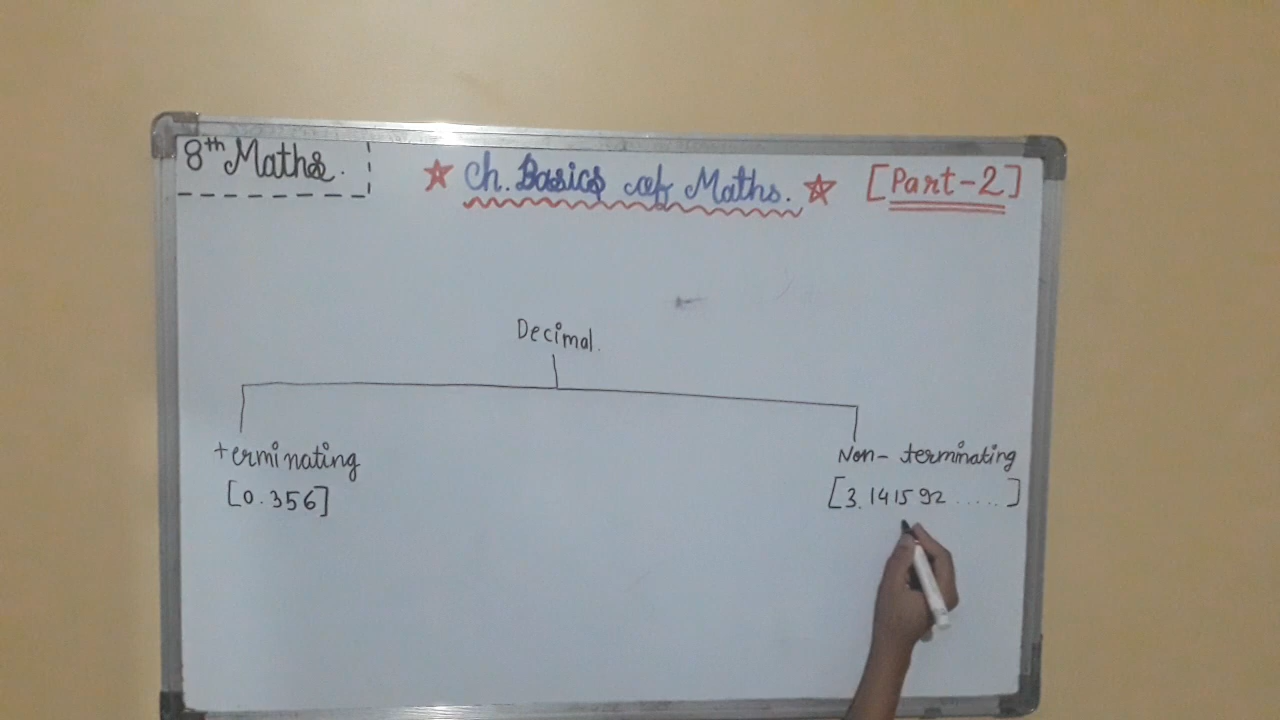 8th Maths.
★ Ch. Basics of Maths. ★ [Part-2]
Decimal.
terminating
[0.356]
Non-terminating
[3.141592.....]